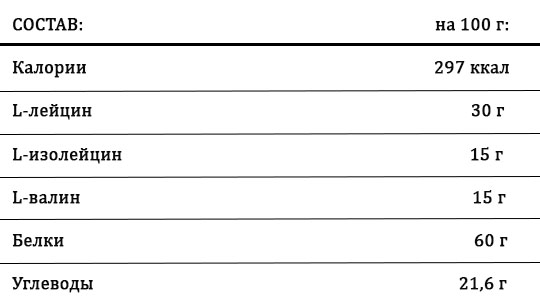 СОСТАВ: на 100 г:
Калории 297 ккал
L-лейцин 30 г
L-изолейцин 15 г
L-валин 15 г
Белки 60 г
Углеводы 21,6 г